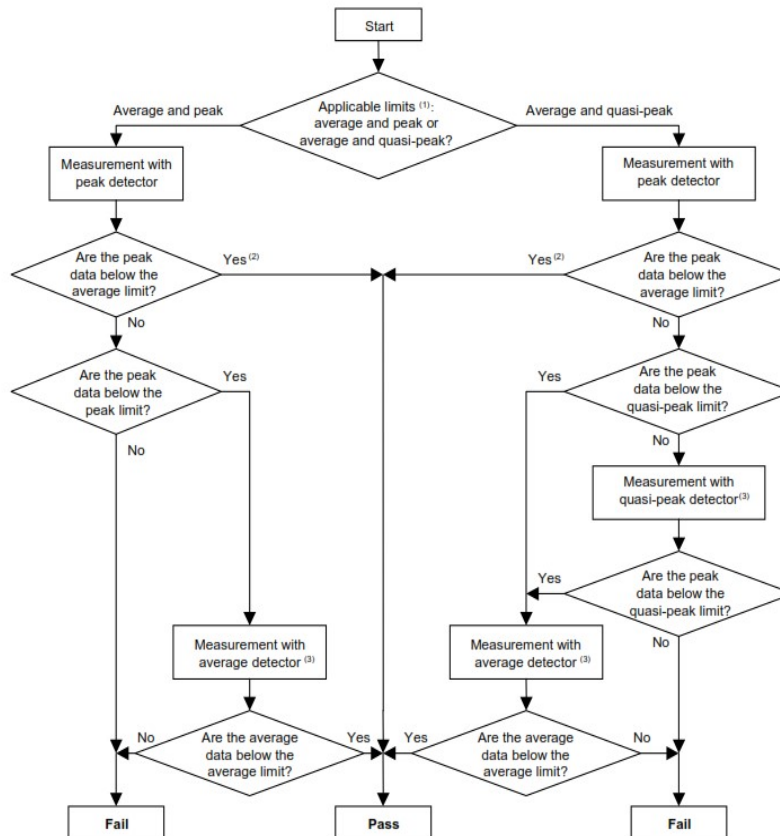 Start
Applicable limits (1):
average and peak or
average and quasi-peak?
Average and peak
Average and quasi-peak
Measurement with
peak detector
Measurement with
peak detector
Are the peak
data below the
average limit?
Yes (2)
Yes (2)
Are the peak
data below the
average limit?
No
No
Are the peak
data below the
peak limit?
Yes
Yes
Are the peak
data below the
quasi-peak limit?
No
No
Measurement with
quasi-peak detector(3)
Yes
Are the peak
data below the
quasi-peak limit?
No
Measurement with
average detector (3)
Measurement with
average detector (3)
No
Are the average
data below the
average limit?
Yes
Yes
Are the average
data below the
average limit?
No
Fail
Pass
Fail